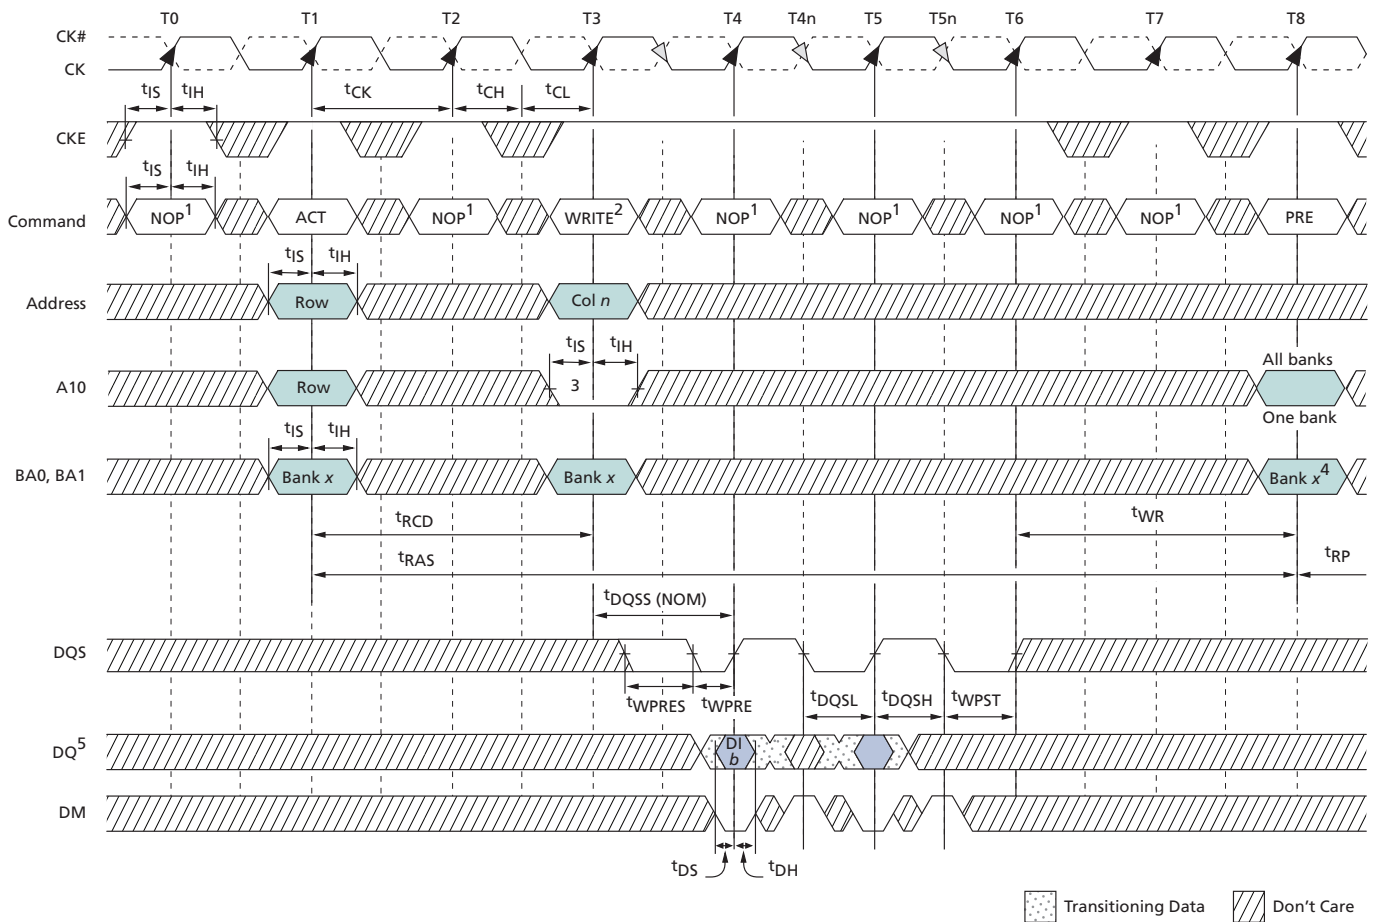 T0 T1 T2 T3 T4 T4n T5 T5n T6 T7 T8
CK#
CK
tIS tIH tCK tCH tCL
CKE
tIS tIH
Command NOP1 ACT NOP1 WRITE2 NOP1 NOP1 NOP1 NOP1 PRE
tIS tIH
Address Row Col n
tIS tIH All banks
A10 Row 3
One bank
tIS tIH
BA0, BA1 Bank x Bank x Bank x4
tRCD tWR
tRAS tRP
tDQSS (NOM)
DQS
tWPRES tWPRE tDQSL tDQSH tWPST
DQ5 DI
b
DM
tDS tDH
Transitioning Data Don't Care